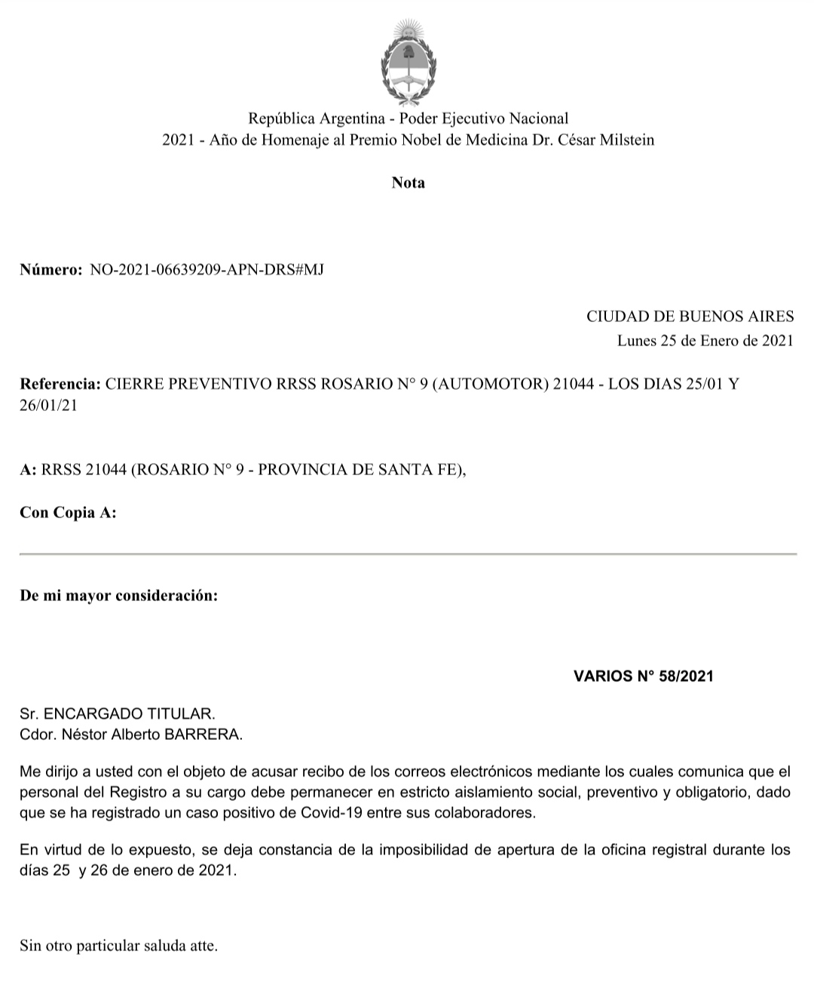 República Argentina - Poder Ejecutivo Nacional
2021 - Año de Homenaje al Premio Nobel de Medicina Dr. César Milstein
Nota
Número: NO-2021-06639209-APN-DRS#MJ
CIUDAD DE BUENOS AIRES
Lunes 25 de Enero de 2021
Referencia: CIERRE PREVENTIVO RRSS ROSARIO N° 9 (AUTOMOTOR) 21044 - LOS DIAS 25/01 Y
26/01/21
A: RRSS 21044 (ROSARIO N° 9 - PROVINCIA DE SANTA FE),
Con Copia A:
De mi mayor consideración:
VARIOS N° 58/2021
Sr. ENCARGADO TITULAR.
Cdor. Néstor Alberto BARRERA.
Me dirijo a usted con el objeto de acusar recibo de los correos electrónicos mediante los cuales comunica que el
personal del Registro a su cargo debe permanecer en estricto aislamiento social, preventivo y obligatorio, dado
que se ha registrado un caso positivo de Covid-19 entre sus colaboradores.
En virtud de lo expuesto, se deja constancia de la imposibilidad de apertura de la oficina registral durante los
días 25  y 26 de enero de 2021.
Sin otro particular saluda atte.